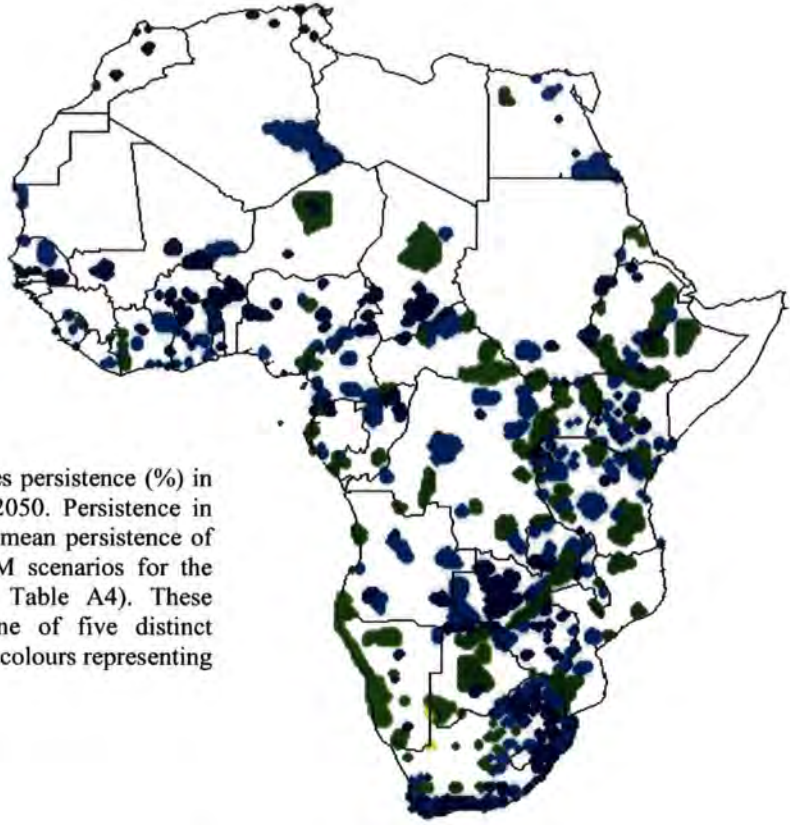 es persistence (%) in
2050. Persistence in
mean persistence of
M scenarios for the
Table A4). These
ne of five distinct
colours representing